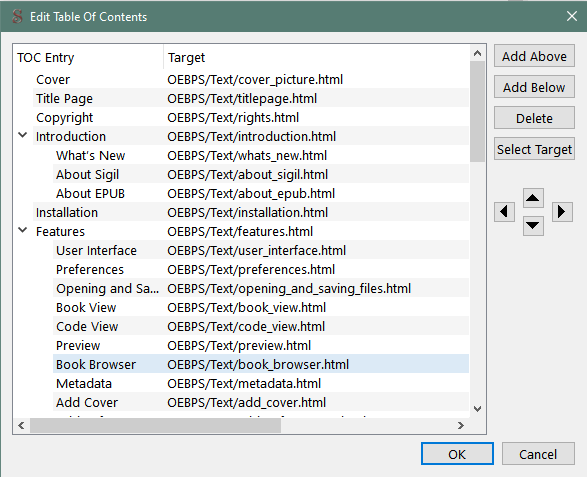 Edit Table Of Contents
TOC Entry Target
Cover OEBPS/Text/cover_picture.html
Title Page OEBPS/Text/titlepage.html
Copyright OEBPS/Text/rights.html
Introduction OEBPS/Text/introduction.html
What's New OEBPS/Text/whats_new.html
About Sigil OEBPS/Text/about_sigil.html
About EPUB OEBPS/Text/about_epub.html
Installation OEBPS/Text/installation.html
Features OEBPS/Text/features.html
User Interface OEBPS/Text/user_interface.html
Preferences OEBPS/Text/preferences.html
Opening and Sa... OEBPS/Text/opening_and_saving_files.html
Book View OEBPS/Text/book_view.html
Code View OEBPS/Text/code_view.html
Preview OEBPS/Text/preview.html
Book Browser OEBPS/Text/book_browser.html
Metadata OEBPS/Text/metadata.html
Add Cover OEBPS/Text/add_cover.html
Add Above
Add Below
Delete
Select Target
OK Cancel